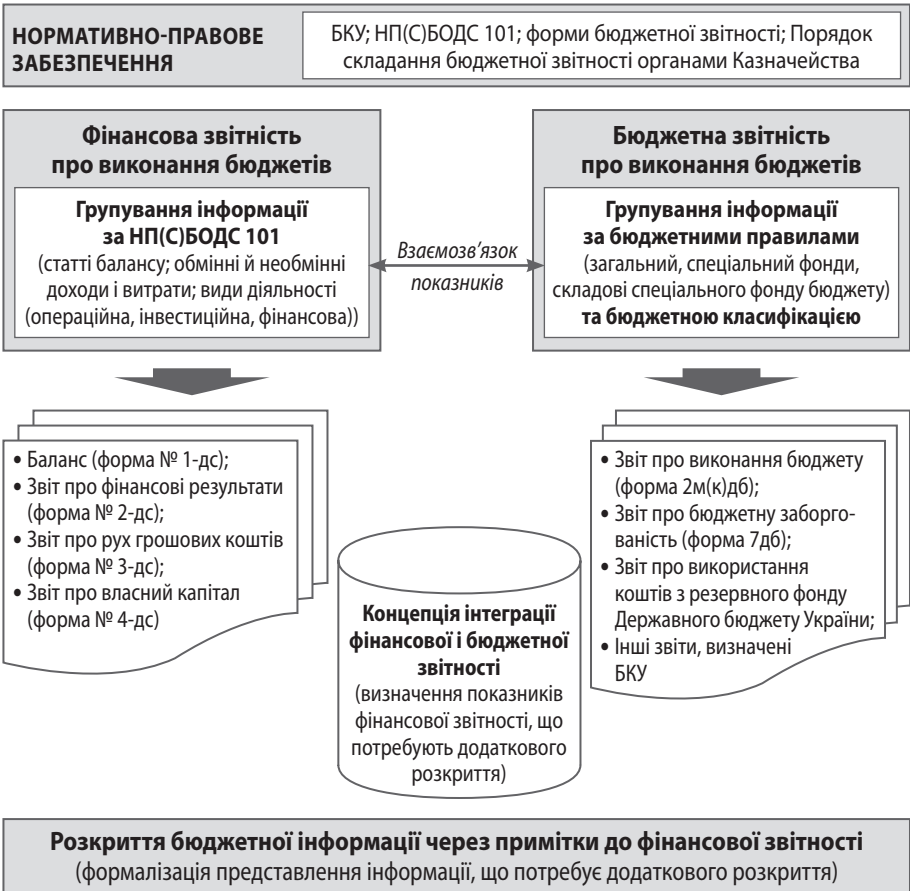 НОРМАТИВНО-ПРАВОВЕ
ЗАБЕЗПЕЧЕННЯ
БКУ; НП(С)БОДС 101; форми бюджетної звітності; Порядок
складання бюджетної звітності органами Казначейства
Фінансова звітність
про виконання бюджетів
Групування інформації
за НП(С)БОДС 101
(статті балансу; обмінні й необмінні
доходи і витрати; види діяльності
(операційна, інвестиційна, фінансова))
Взаємозв'язок
показників
Бюджетна звітність
про виконання бюджетів
Групування інформації
за бюджетними правилами
(загальний, спеціальний фонди,
складові спеціального фонду бюджету)
та бюджетною класифікацією
• Баланс (форма № 1-дс);
• Звіт про фінансові результати
(форма № 2-дс);
• Звіт про рух грошових коштів
(форма № 3-дс);
• Звіт про власний капітал
(форма № 4-дс)
Концепція інтеграції
фінансової і бюджетної
звітності
(визначення показників
фінансової звітності, що
потребують додаткового
розкриття)
• Звіт про виконання бюджету
(форма 2м(к)дб);
• Звіт про бюджетну заборго-
ваність (форма 7дб);
• Звіт про використання
коштів з резервного фонду
Державного бюджету України;
• Інші звіти, визначені
БКУ
Розкриття бюджетної інформації через примітки до фінансової звітності
(формалізація представлення інформації, що потребує додаткового розкриття)